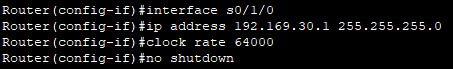 Router(config-if)#interface s0/1/0
Router(config-if)#ip address 192.169.30.1 255.255.255.0
Router(config-if)#clock rate 64000
Router(config-if)#no shutdown